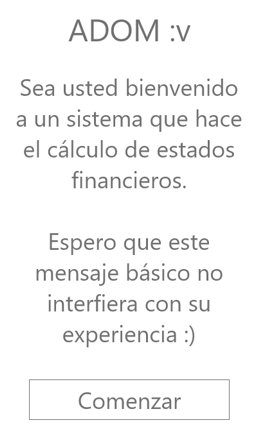 ADOM :v
Sea usted bienvenido
a un sistema que hace
el cálculo de estados
financieros.
Espero que este
mensaje básico no
interfiera con su
experiencia :)
Comenzar